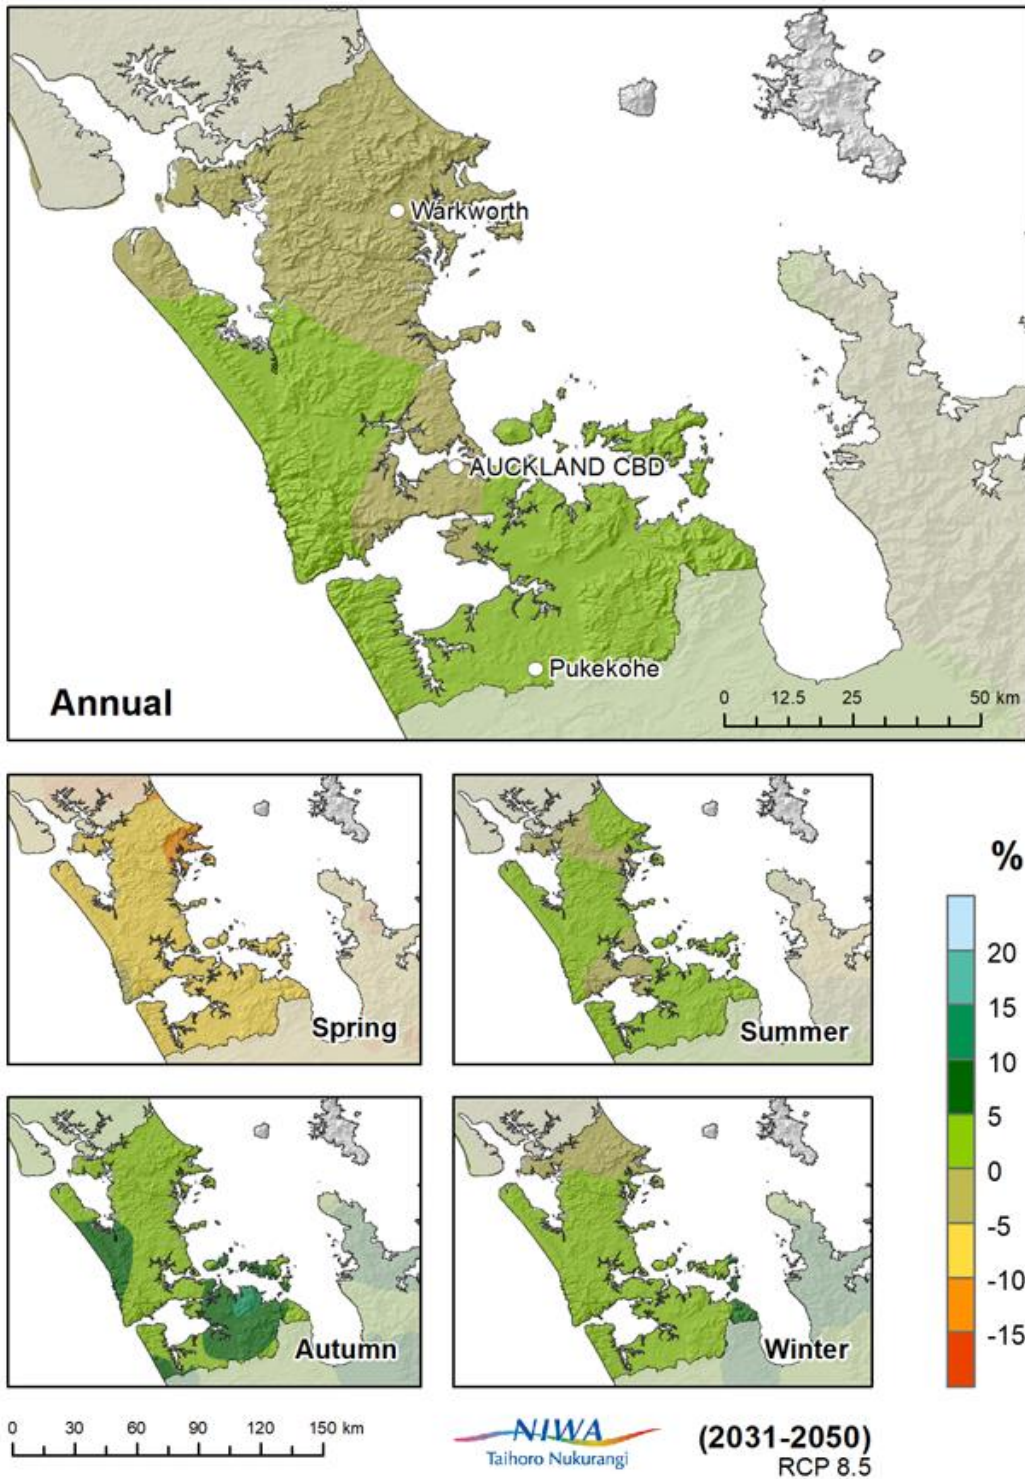 Warkworth
AUCKLAND CBD
Pukekohe
Annual
0 12.5 25 50 km
Spring
Summer
Autumn
Winter
%
20
15
10
5
0
-5
-10
-15
0 30 60 90 120 150 km
NIWA
Taihoro Nukurangi
(2031-2050)
RCP 8.5